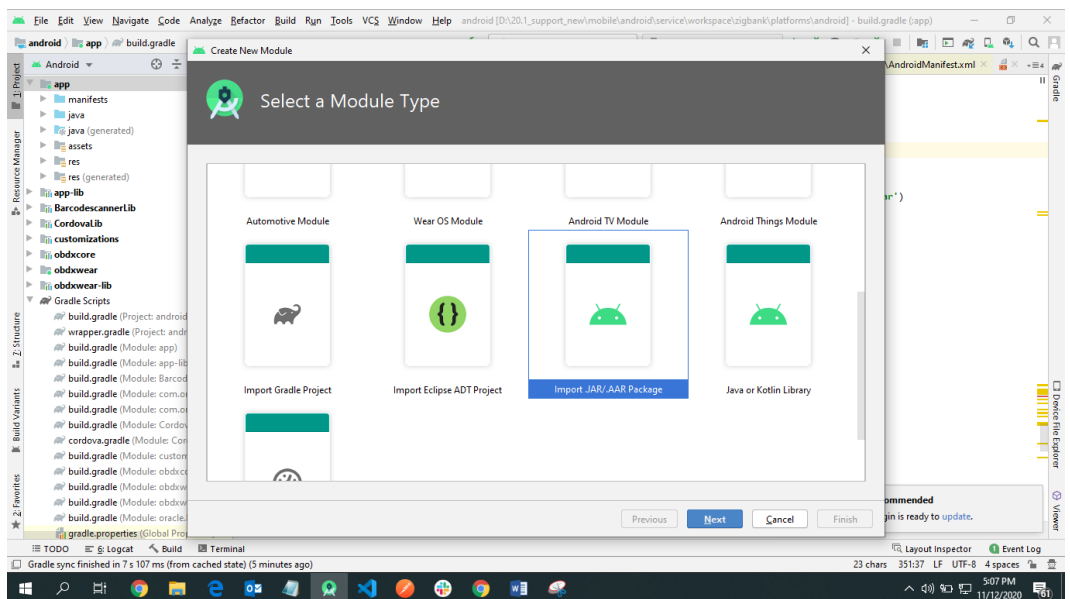 File Edit View Navigate Code Analyze Refactor Build Run Tools VCS Window Help android [D:\20.1_support_new\mobile\android\service\workspace\zigbank\platforms\android] - build.gradle (:app)
android app build.gradle
Create New Module
Android
\AndroidManifest.xml
4
1: Project
Resource Manager
Z: Structure
Build Variants
2: Favorites
app
manifests
java
java (generated)
assets
res
res (generated)
app-lib
BarcodescannerLib
CordovaLib
customizations
obdxcore
obdxwear
obdxwear-lib
Gradle Scripts
build.gradle (Project: android
wrapper.gradle (Project: andr
build.gradle (Module: app)
build.gradle (Module: app-lib
build.gradle (Module: Barcod
build.gradle (Module: com.o
build.gradle (Module: com.o
build.gradle (Module: Cordov
cordova.gradle (Module: Cor
build.gradle (Module: custom
build.gradle (Module: obdxco
build.gradle (Module: obdxw
build.gradle (Module: obdxw
build.gradle (Module: oracle.
gradle.properties (Global Prop
Select a Module Type
Automotive Module
Wear OS Module
Android TV Module
Android Things Module
Import Gradle Project
Import Eclipse ADT Project
Import .JAR/.AAR Package
Java or Kotlin Library
Previous
Next
Cancel
Finish
ar')
ommended
gin is ready to update.
Gradle
Device File Explorer
Viewer
TODO 6: Logcat Build Terminal
Layout Inspector 1 Event Log
Gradle sync finished in 7 s 107 ms (from cached state) (5 minutes ago)
23 chars 351:37 LF UTF-8 4 spaces
5:07 PM
11/12/2020
61